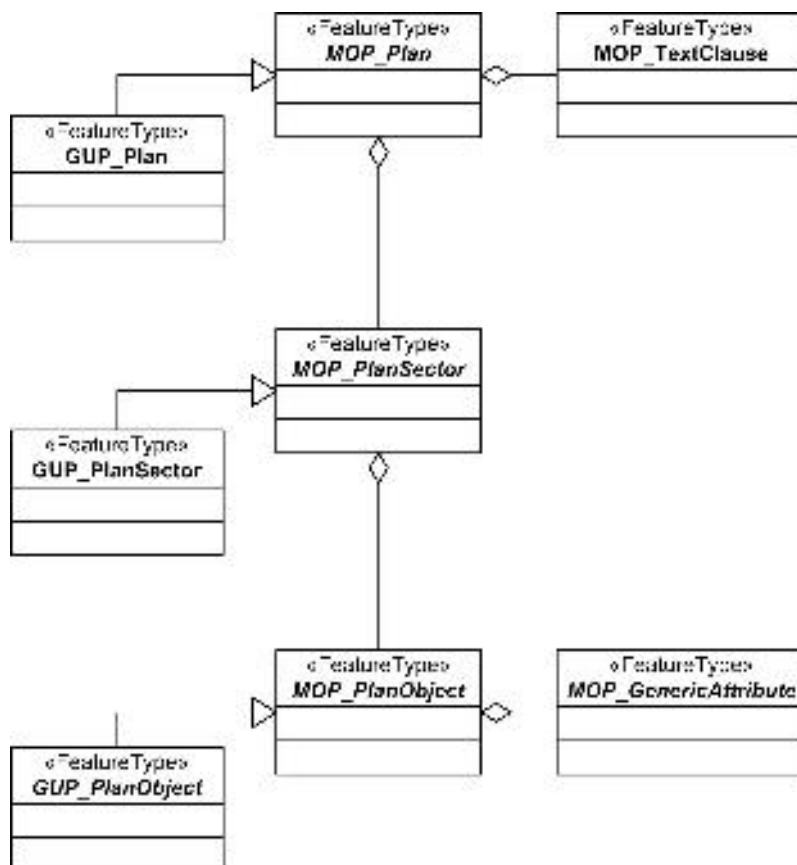 «FeatureType»
MOP_Plan
«FeatureType»
MOP_TextClause
«FeatureType»
GUP_Plan
«FeatureType»
MOP_PlanSector
«FeatureType»
GUP_PlanSector
«FeatureType»
MOP_PlanObject
«FeatureType»
MOP_GenericAttribute
«FeatureType»
GUP_PlanObject